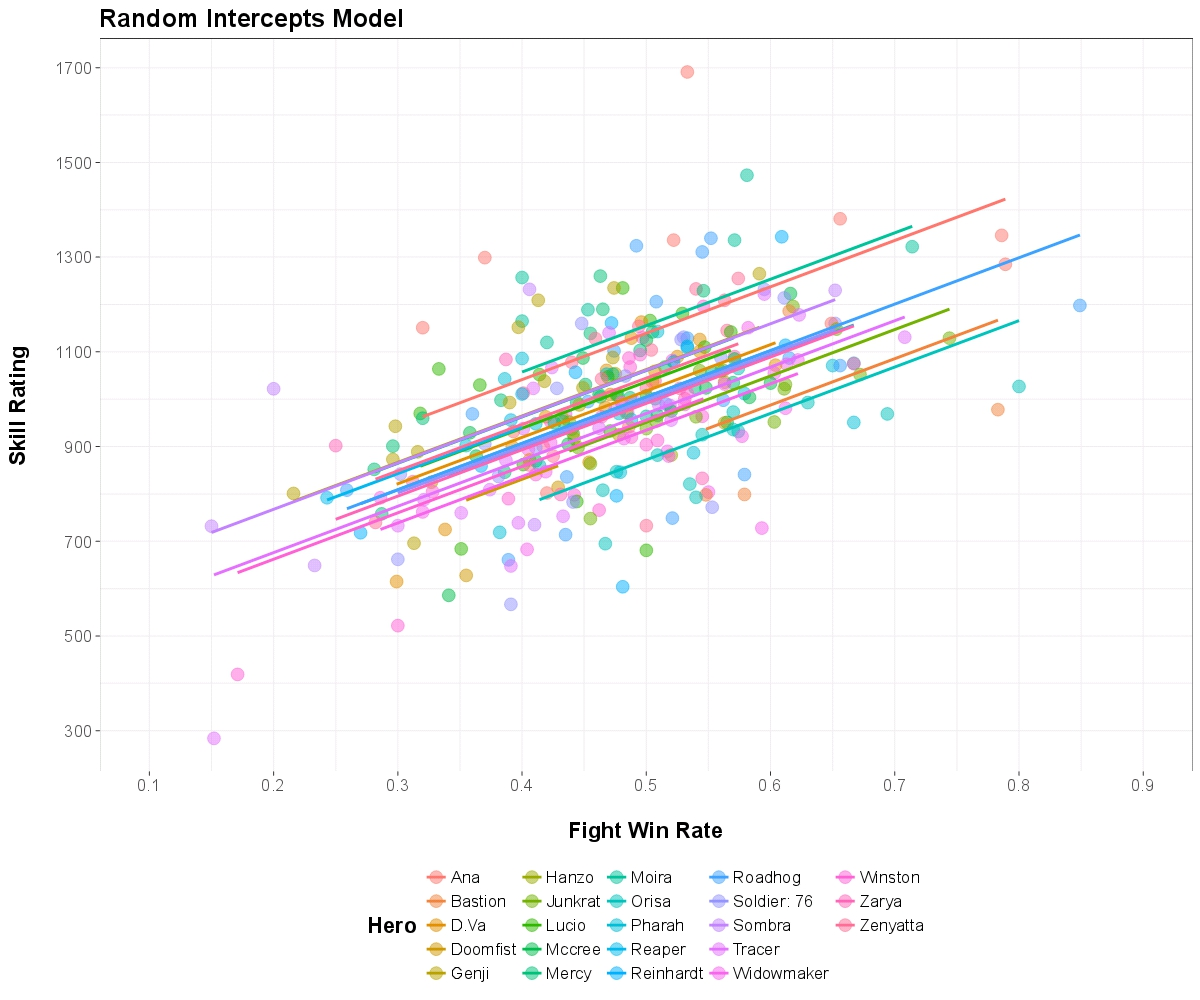 Random Intercepts Model
1700
1500
1300
1100
900
700
500
300
Skill Rating
0.1 0.2 0.3 0.4 0.5 0.6 0.7 0.8 0.9
Fight Win Rate
Hero
Ana Hanzo Moira Roadhog Winston
Bastion Junkrat Orisa Soldier: 76 Zarya
D.Va Lucio Pharah Sombra Zenyatta
Doomfist Mccree Reaper Tracer
Genji Mercy Reinhardt Widowmaker